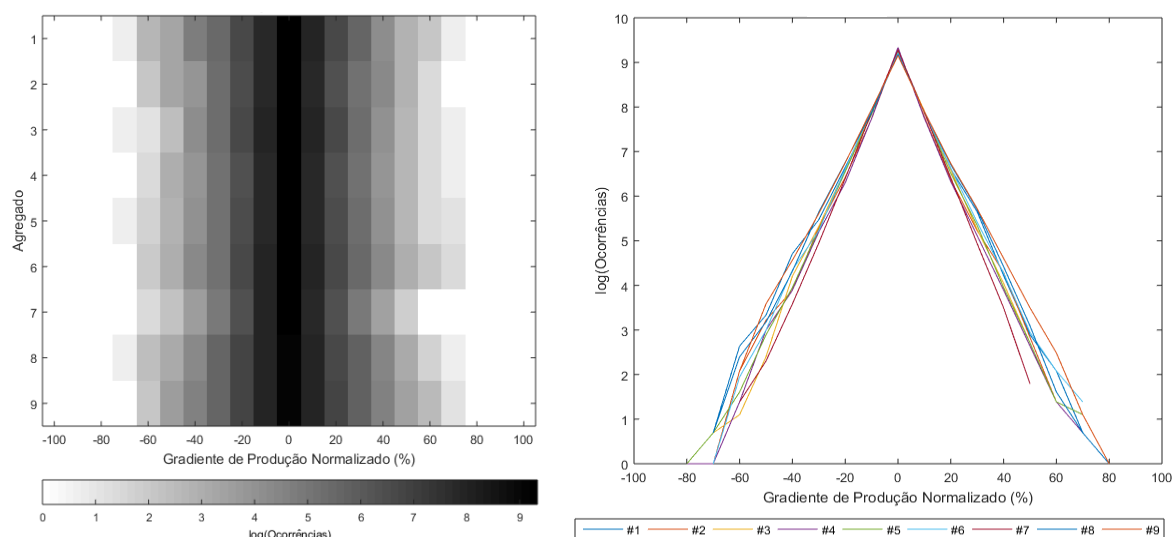 Agregado
1
2
3
4
5
6
7
8
9
-100 -80 -60 -40 -20 0 20 40 60 80 100
Gradiente de Produção Normalizado (%)
0 1 2 3 4 5 6 7 8 9
log(Ocorrências)
log(Ocorrências)
10
9
8
7
6
5
4
3
2
1
0
-100 -80 -60 -40 -20 0 20 40 60 80 100
Gradiente de Produção Normalizado (%)
#1 #2 #3 #4 #5 #6 #7 #8 #9